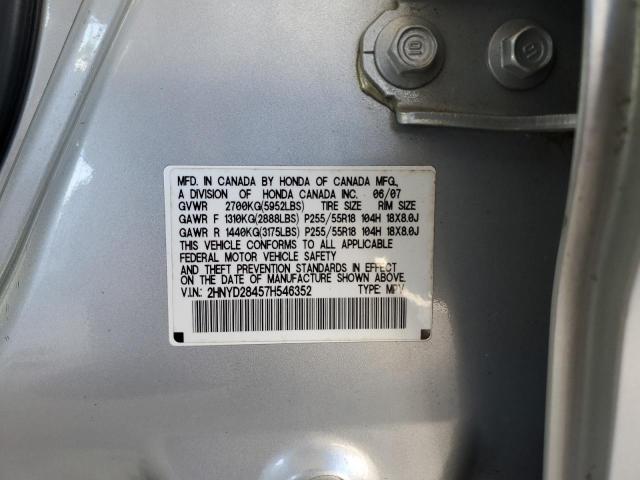 10
9
MFD. IN CANADA BY HONDA OF CANADA MFG.,
A DIVISION OF HONDA CANADA INC. 06/07
GVWR 2700KG(5952LBS) TIRE SIZE RIM SIZE
GAWR F 1310KG(2888LBS) P255/55R18 104H 18X8.0J
GAWR R 1440KG(3175LBS) P255/55R18 104H 18X8.0J
THIS VEHICLE CONFORMS TO ALL APPLICABLE
FEDERAL MOTOR VEHICLE SAFETY
AND THEFT PREVENTION STANDARDS IN EFFECT
ON THE DATE OF MANUFACTURE SHOWN ABOVE.
V.I.N.: 2HNYD28457H546352 TYPE: MPV